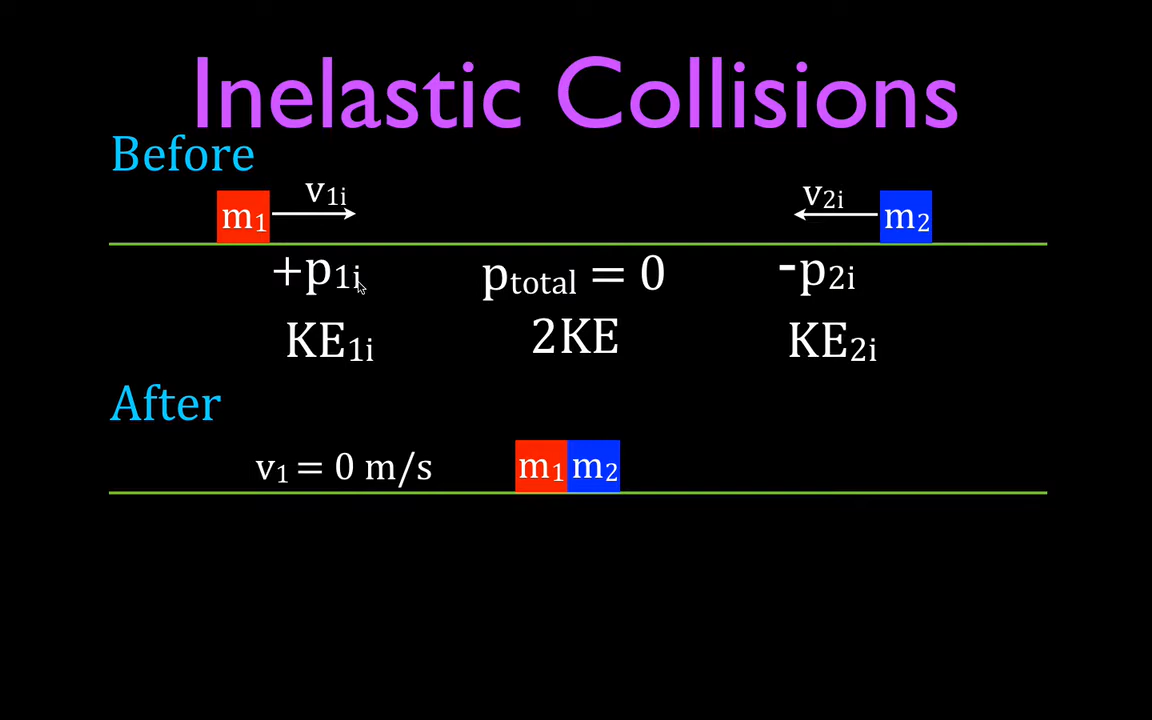 Inelastic Collisions
Before
v₁ᵢ v₂ᵢ
m₁ m₂
+p₁ᵢ pₜₒₜₐₗ = 0 -p₂ᵢ
KE₁ᵢ 2KE KE₂ᵢ
After
v₁ = 0 m/s m₁ m₂